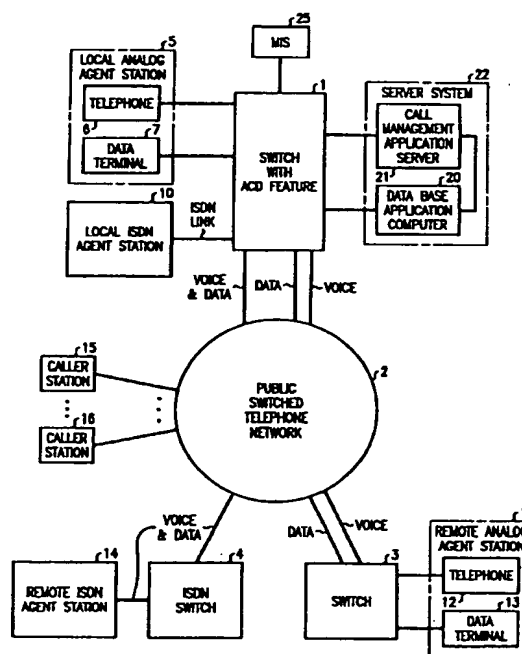 25
MIS
5
LOCAL ANALOG
AGENT STATION
TELEPHONE
6
7
DATA
TERMINAL
1
SWITCH
WITH
ACD FEATURE
22
SERVER SYSTEM
CALL
MANAGEMENT
APPLICATION
SERVER
21
20
DATA BASE
APPLICATION
COMPUTER
10
LOCAL ISDN
AGENT STATION
ISDN
LINK
VOICE
& DATA
DATA
VOICE
2
PUBLIC
SWITCHED
TELEPHONE
NETWORK
15
CALLER
STATION
16
CALLER
STATION
VOICE
& DATA
DATA
VOICE
14
REMOTE ISDN
AGENT STATION
4
ISDN
SWITCH
3
SWITCH
REMOTE ANALOG
AGENT STATION
TELEPHONE
12
13
DATA
TERMINAL